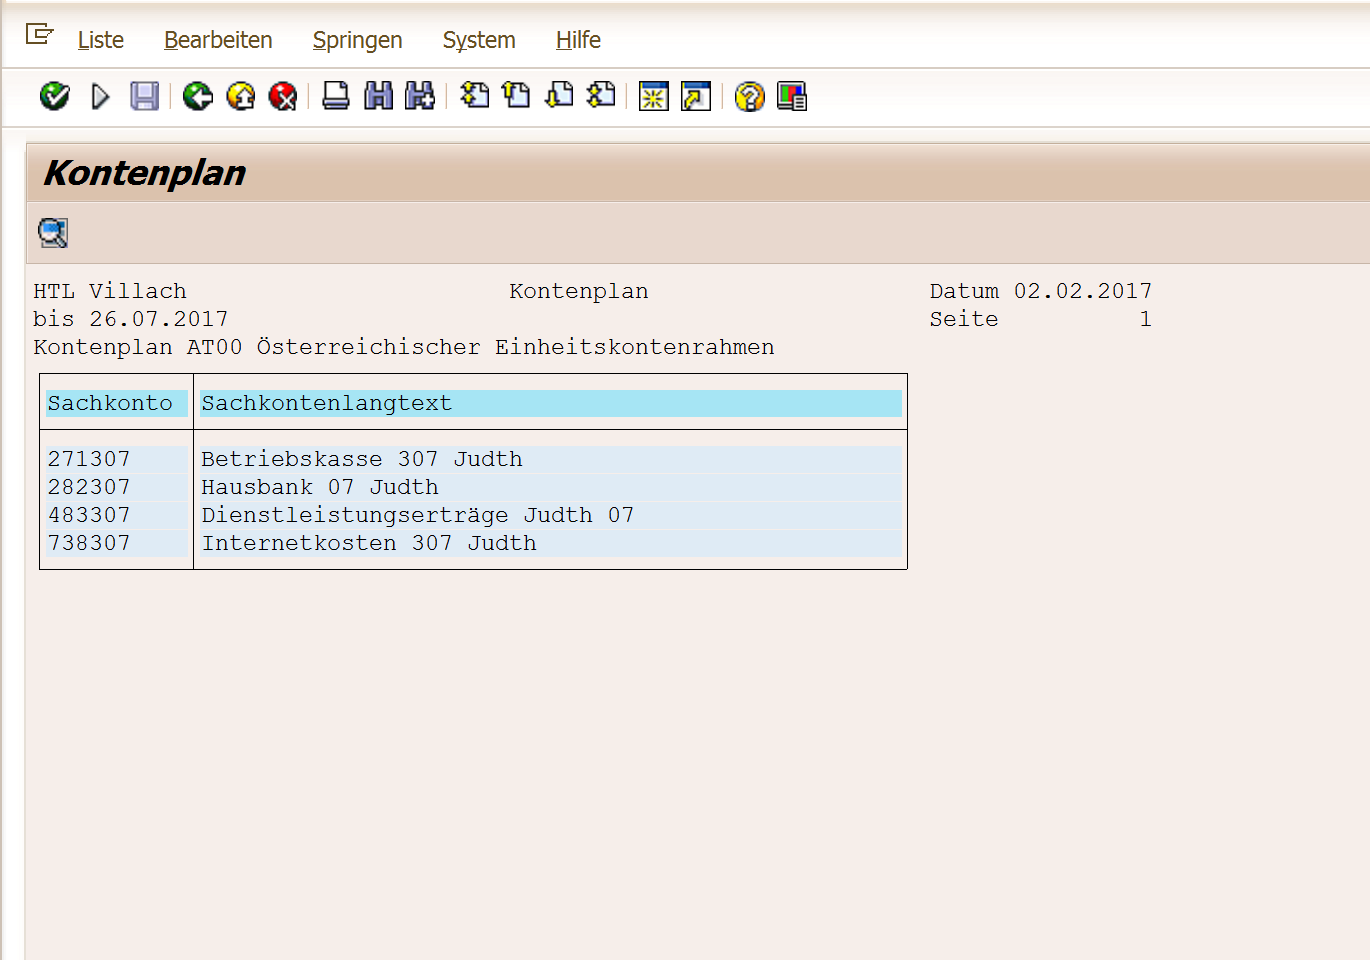 Liste Bearbeiten Springen System Hilfe
Kontenplan
HTL Villach Kontenplan Datum 02.02.2017
bis 26.07.2017 Seite 1
Kontenplan AT00 Österreichischer Einheitskontenrahmen
Sachkonto Sachkontenlangtext
271307 Betriebskasse 307 Judth
282307 Hausbank 07 Judth
483307 Dienstleistungserträge Judth 07
738307 Internetkosten 307 Judth